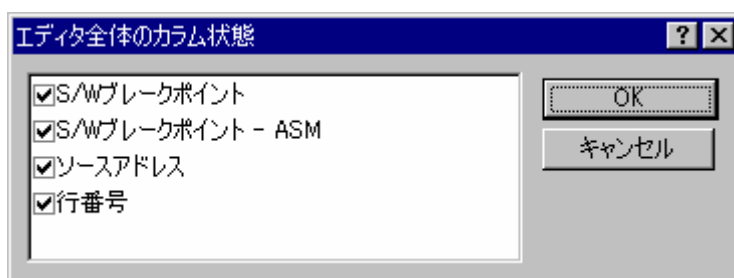 エディタ全体のカラム状態
S/Wブレークポイント
S/Wブレークポイント - ASM
ソースアドレス
行番号
OK
キャンセル